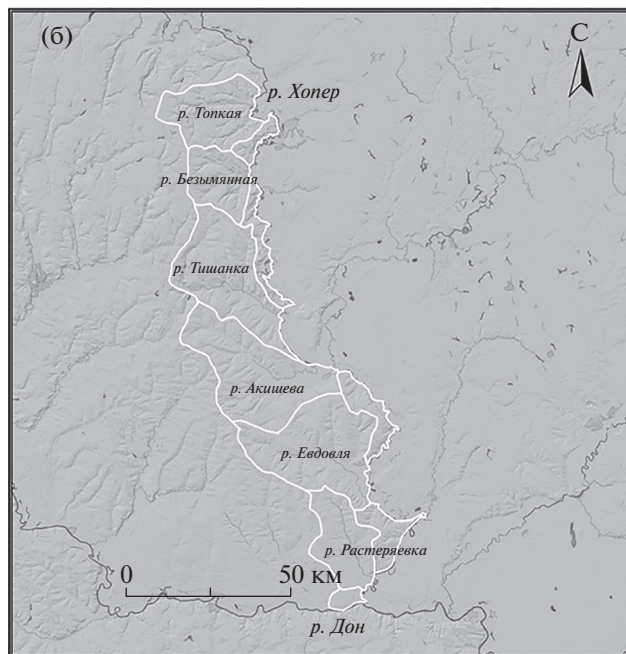 (б)
С
р. Хопер
р. Топкая
р. Безымянная
р. Тишанка
р. Акишева
р. Евдовля
р. Растеряевка
0 50 км
р. Дон